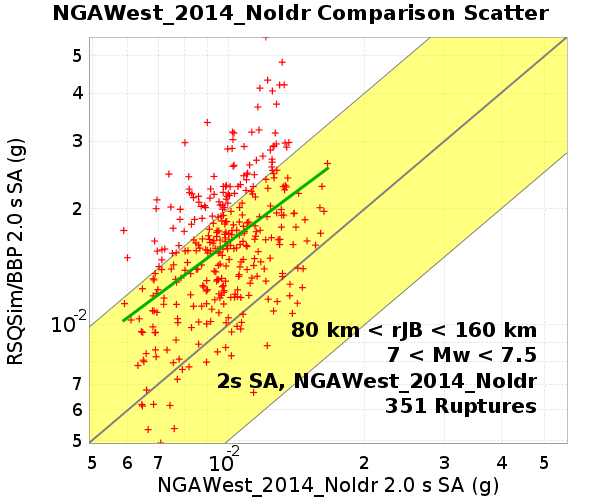 NGAWest_2014_NoIdr Comparison Scatter
RSQSim/BBP 2.0 s SA (g)
5
4
3
2
10-2
7
6
5
80 km < rJB < 160 km
7 < Mw < 7.5
2s SA, NGAWest_2014_NoIdr
351 Ruptures
5 6 7 10-2 2 3 4 5
NGAWest_2014_NoIdr 2.0 s SA (g)